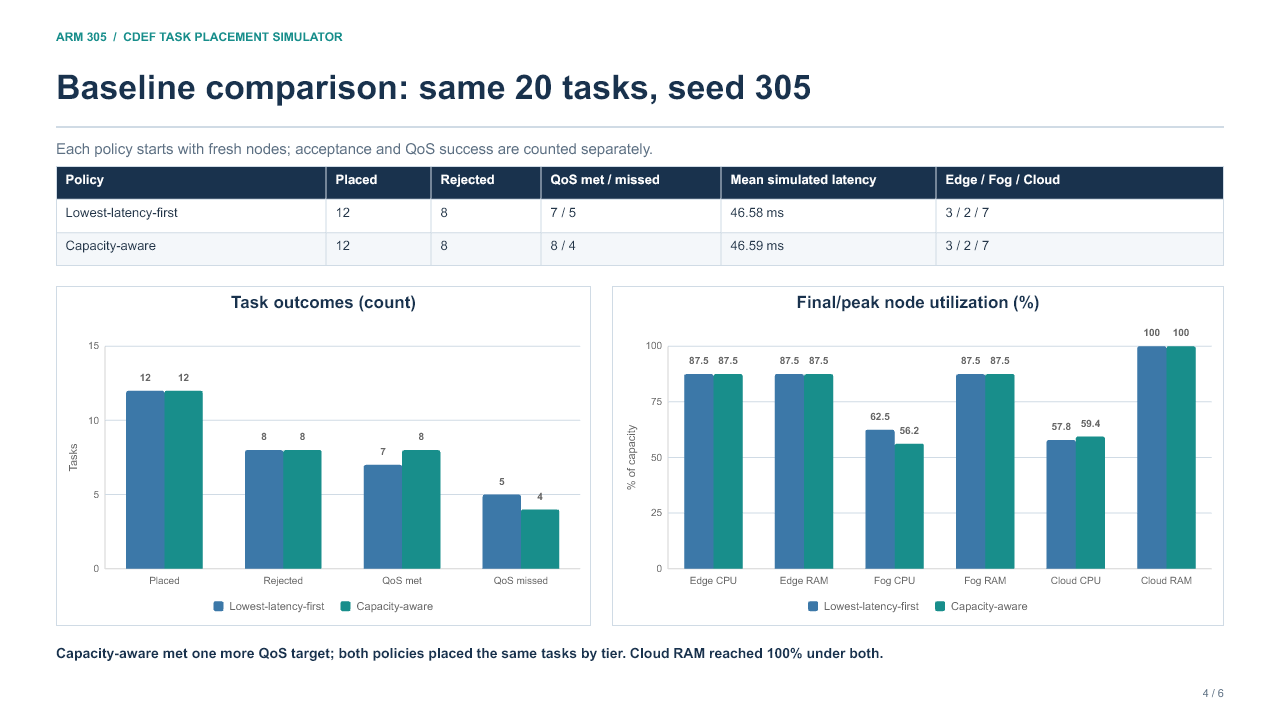 ARM 305 / CDEF TASK PLACEMENT SIMULATOR
Baseline comparison: same 20 tasks, seed 305
Each policy starts with fresh nodes; acceptance and QoS success are counted separately.
Policy Placed Rejected QoS met / missed Mean simulated latency Edge / Fog / Cloud
Lowest-latency-first 12 8 7 / 5 46.58 ms 3 / 2 / 7
Capacity-aware 12 8 8 / 4 46.59 ms 3 / 2 / 7
Task outcomes (count)
15
10
5
0
Tasks
12 12
8 8
7 8
5 4
Placed Rejected QoS met QoS missed
Lowest-latency-first Capacity-aware
Final/peak node utilization (%)
100
75
50
25
0
% of capacity
87.5 87.5
87.5 87.5
62.5 56.2
87.5 87.5
57.8 59.4
100 100
Edge CPU Edge RAM Fog CPU Fog RAM Cloud CPU Cloud RAM
Lowest-latency-first Capacity-aware
Capacity-aware met one more QoS target; both policies placed the same tasks by tier. Cloud RAM reached 100% under both.
4 / 6